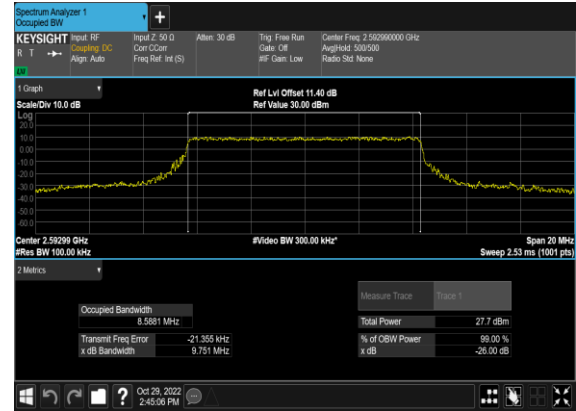 Spectrum Analyzer 1
Occupied BW
+
KEYSIGHT Input: RF Input Z: 50 Ω Atten: 30 dB Trig: Free Run Center Freq: 2.592990000 GHz
R T Coupling: DC Corr CCorr Gate: Off Avg|Hold: 500/500
Align: Auto Freq Ref: Int (S) #IF Gain: Low Radio Std: None
1 Graph
Ref Lvl Offset 11.40 dB
Scale/Div 10.0 dB Ref Value 30.00 dBm
Log
20.0
10.0
0.00
-10.0
-20.0
-30.0
-40.0
-50.0
-60.0
Center 2.59299 GHz #Video BW 300.00 kHz* Span 20 MHz
#Res BW 100.00 kHz Sweep 2.53 ms (1001 pts)
2 Metrics
Measure Trace Trace 1
Occupied Bandwidth
8.5881 MHz
Total Power 27.7 dBm
Transmit Freq Error -21.355 kHz % of OBW Power 99.00 %
x dB Bandwidth 9.751 MHz x dB -26.00 dB
? Oct 29, 2022
2:45:06 PM